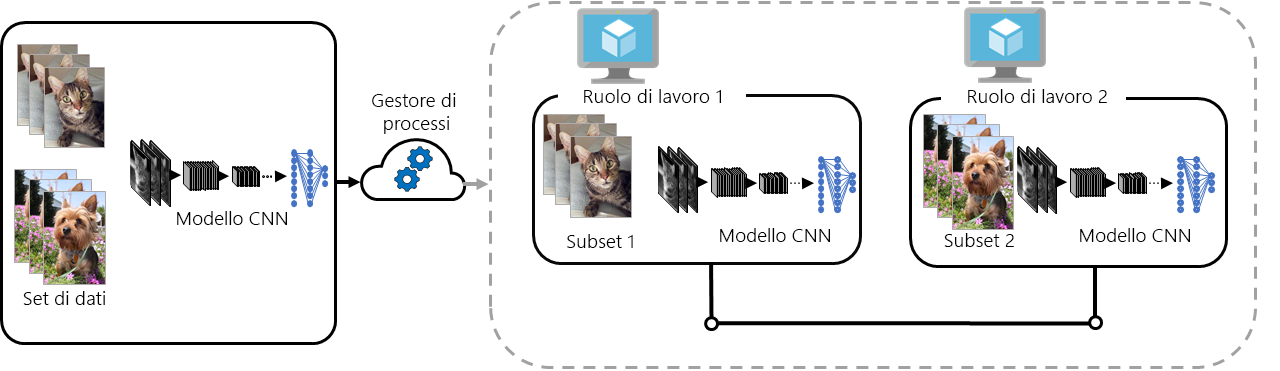 Set di dati
Modello CNN
Gestore di
processi
Ruolo di lavoro 1
Subset 1
Modello CNN
Ruolo di lavoro 2
Subset 2
Modello CNN